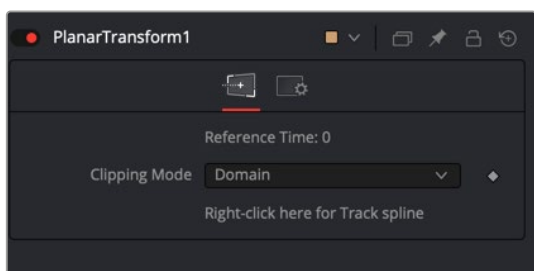 PlanarTransform1
Reference Time: 0
Clipping Mode Domain
Right-click here for Track spline